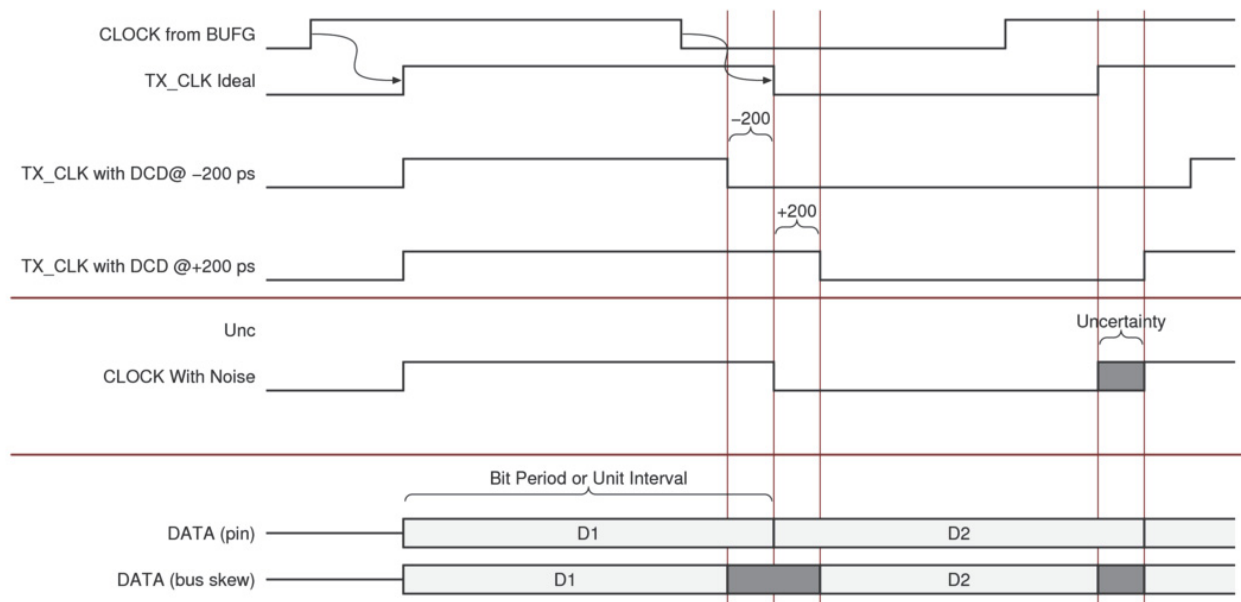 CLOCK from BUFG
TX_CLK Ideal
−200
TX_CLK with DCD@ −200 ps
+200
TX_CLK with DCD @+200 ps
Unc
Uncertainty
CLOCK With Noise
Bit Period or Unit Interval
DATA (pin) D1 D2
DATA (bus skew) D1 D2